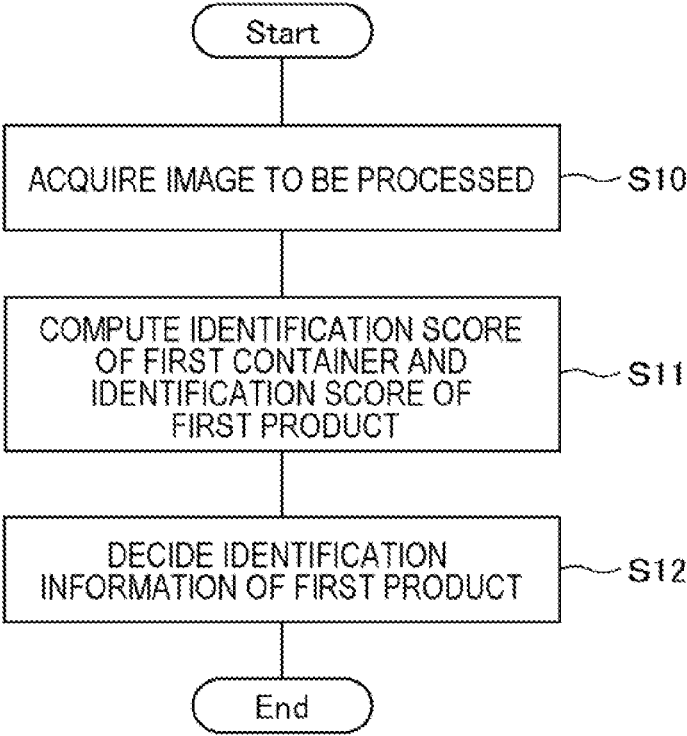 Start
ACQUIRE IMAGE TO BE PROCESSED
S10
COMPUTE IDENTIFICATION SCORE
OF FIRST CONTAINER AND
IDENTIFICATION SCORE OF
FIRST PRODUCT
S11
DECIDE IDENTIFICATION
INFORMATION OF FIRST PRODUCT
S12
End